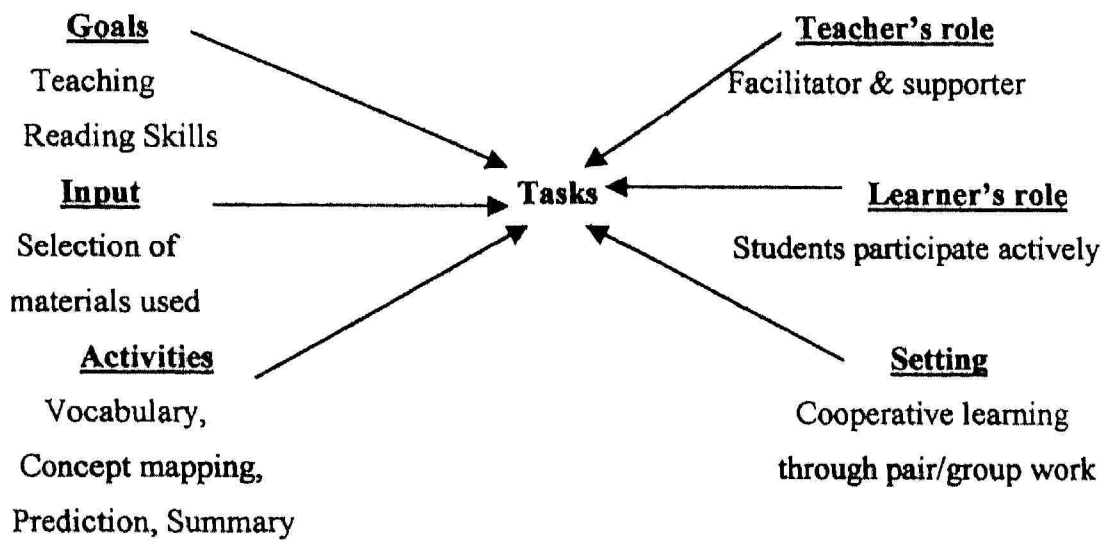 Goals
Teaching
Reading Skills
Input
Selection of
materials used
Activities
Vocabulary,
Concept mapping,
Prediction, Summary
Tasks
Teacher's role
Facilitator & supporter
Learner's role
Students participate actively
Setting
Cooperative learning
through pair/group work